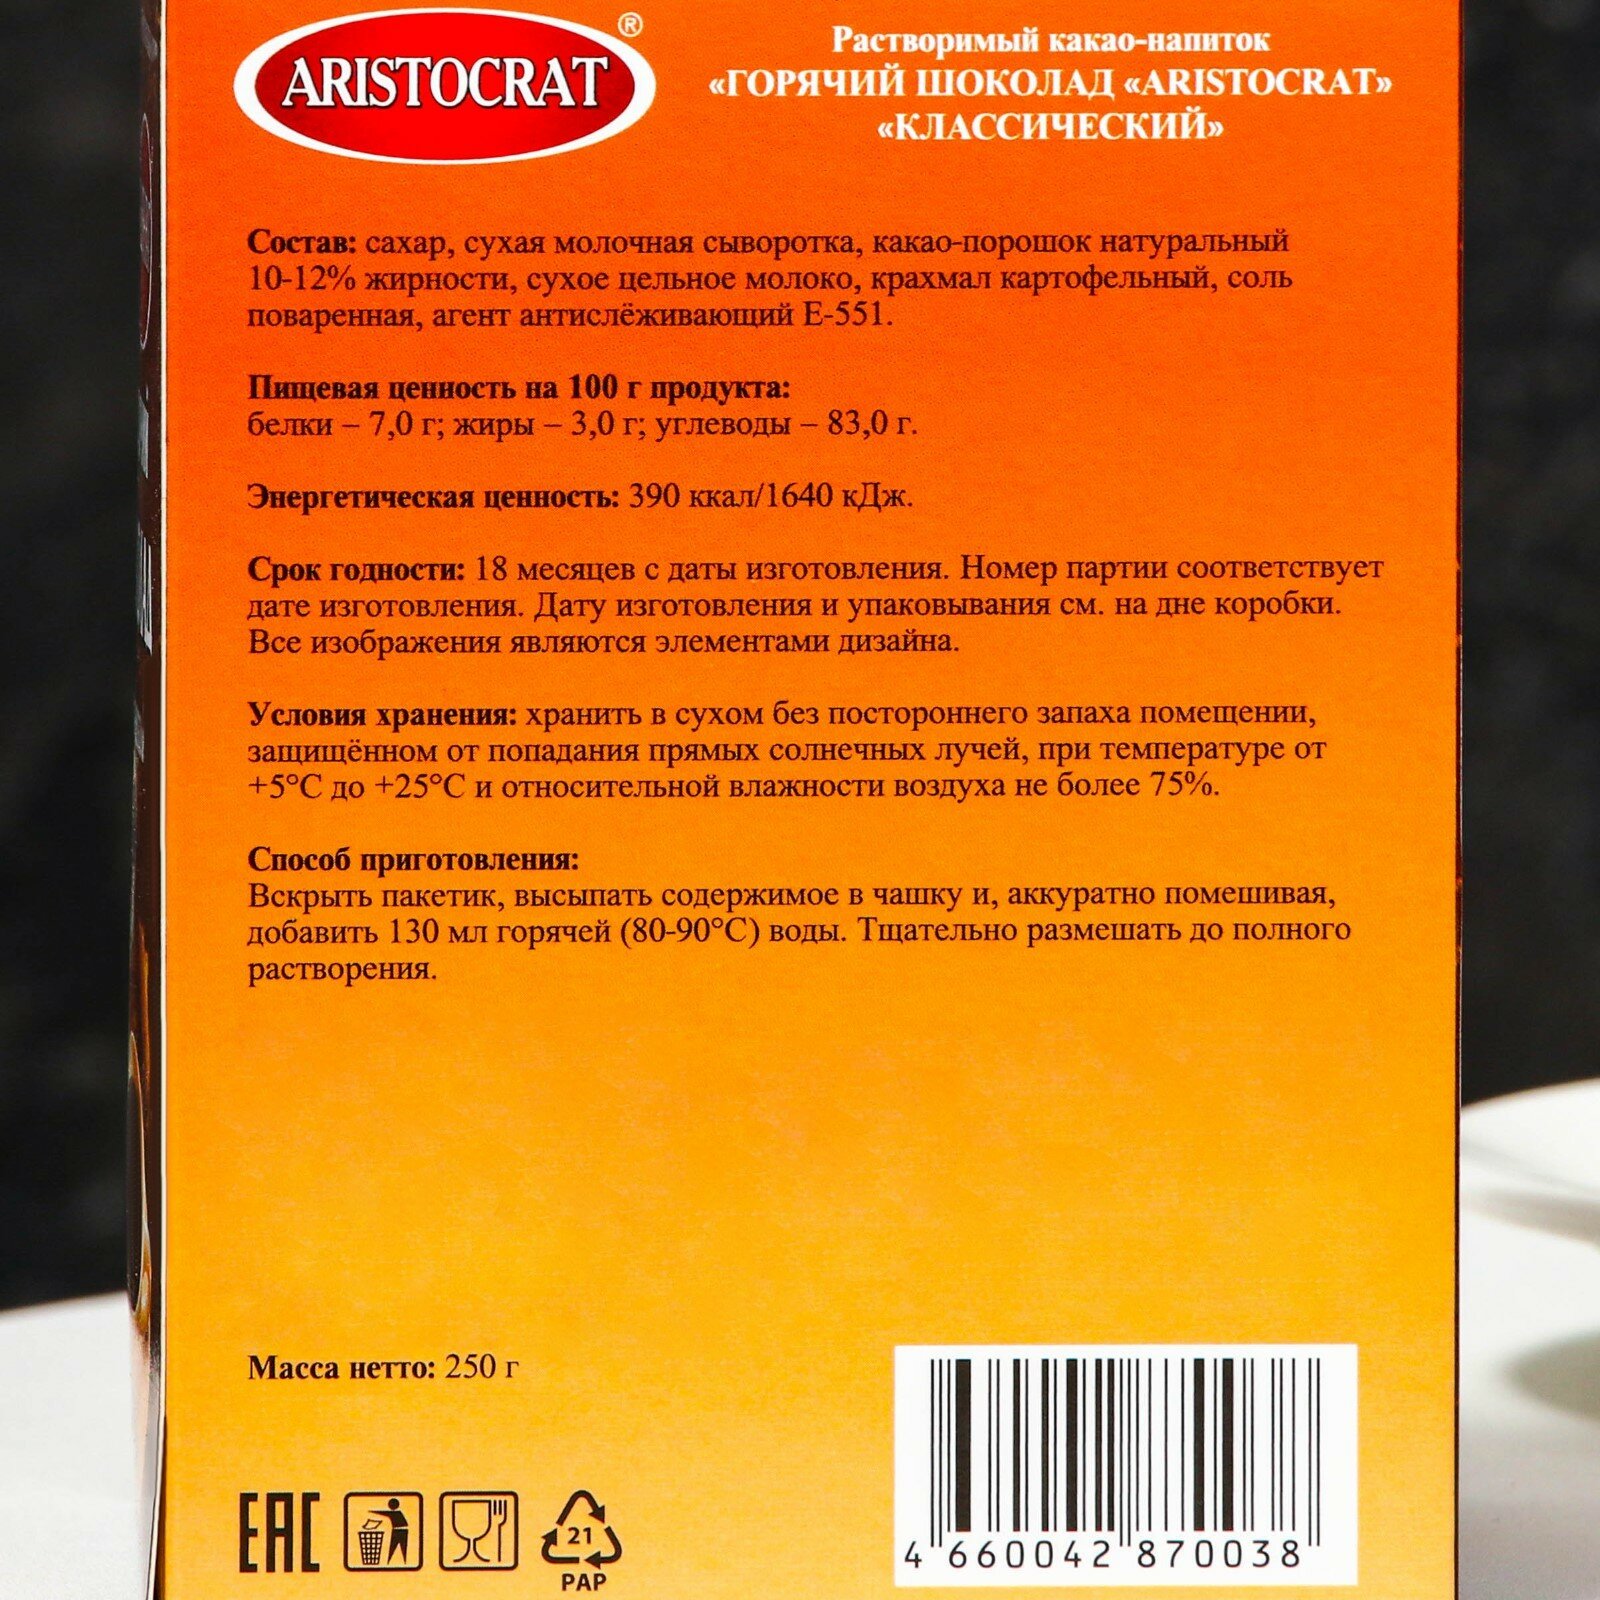 ARISTOCRAT®
Растворимый какао-напиток
«ГОРЯЧИЙ ШОКОЛАД «ARISTOCRAT»
«КЛАССИЧЕСКИЙ»
Состав: сахар, сухая молочная сыворотка, какао-порошок натуральный
10-12% жирности, сухое цельное молоко, крахмал картофельный, соль
поваренная, агент антислёживающий Е-551.
Пищевая ценность на 100 г продукта:
белки – 7,0 г; жиры – 3,0 г; углеводы – 83,0 г.
Энергетическая ценность: 390 ккал/1640 кДж.
Срок годности: 18 месяцев с даты изготовления. Номер партии соответствует
дате изготовления. Дату изготовления и упаковывания см. на дне коробки.
Все изображения являются элементами дизайна.
Условия хранения: хранить в сухом без постороннего запаха помещении,
защищённом от попадания прямых солнечных лучей, при температуре от
+5°С до +25°С и относительной влажности воздуха не более 75%.
Способ приготовления:
Вскрыть пакетик, высыпать содержимое в чашку и, аккуратно помешивая,
добавить 130 мл горячей (80-90°С) воды. Тщательно размешать до полного
растворения.
Масса нетто: 250 г
EAC
21
PAP
4 660042 870038